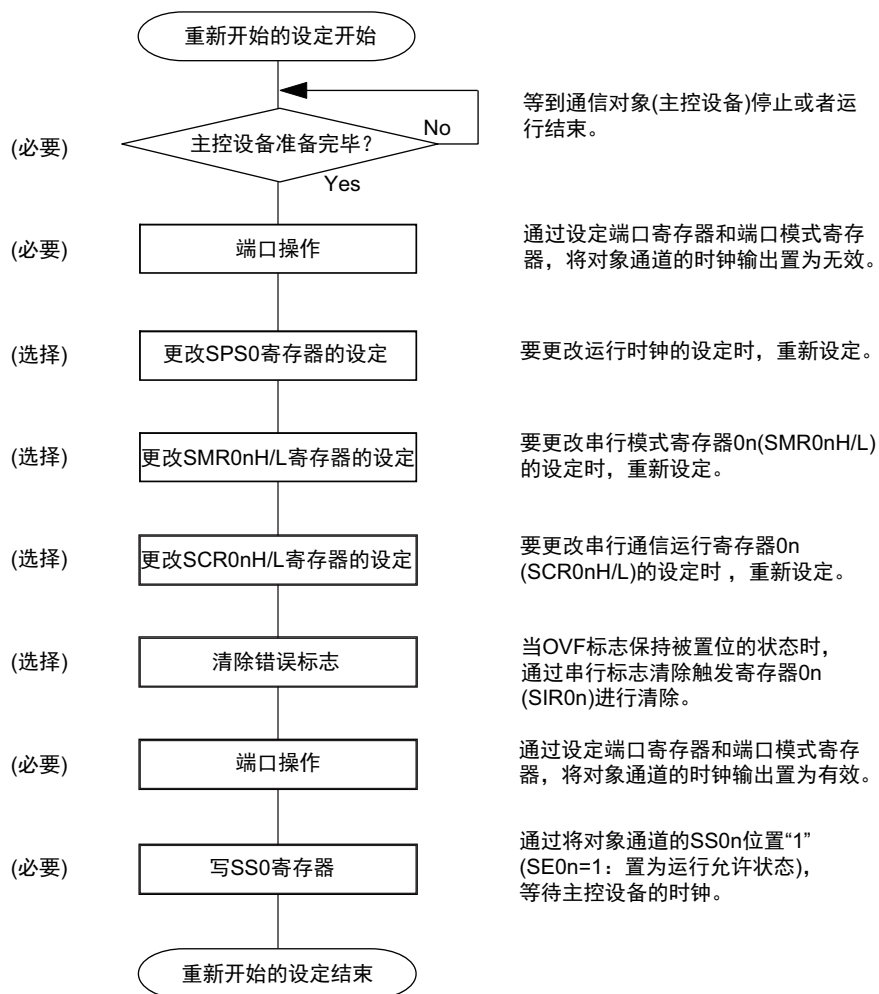 重新开始的设定开始
(必要)
主控设备准备完毕？
No
Yes
等到通信对象(主控设备)停止或者运
行结束。
(必要)
端口操作
通过设定端口寄存器和端口模式寄存
器，将对象通道的时钟输出置为无效。
(选择)
更改SPS0寄存器的设定
要更改运行时钟的设定时，重新设定。
(选择)
更改SMR0nH/L寄存器的设定
要更改串行模式寄存器0n(SMR0nH/L)
的设定时，重新设定。
(选择)
更改SCR0nH/L寄存器的设定
要更改串行通信运行寄存器0n
(SCR0nH/L)的设定时 ，重新设定。
(选择)
清除错误标志
当OVF标志保持被置位的状态时，
通过串行标志清除触发寄存器0n
(SIR0n)进行清除。
(必要)
端口操作
通过设定端口寄存器和端口模式寄存
器，将对象通道的时钟输出置为有效。
(必要)
写SS0寄存器
通过将对象通道的SS0n位置“1”
(SE0n=1：置为运行允许状态),
等待主控设备的时钟。
重新开始的设定结束